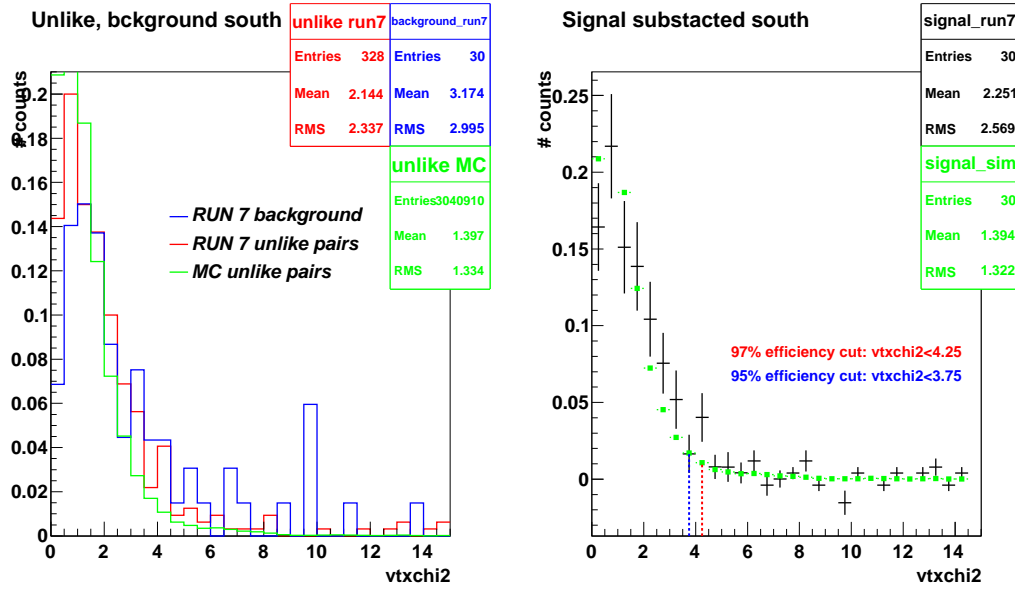 Unlike, bckground south
unlike run7
Entries 328
Mean 2.144
RMS 2.337
background_run7
Entries 30
Mean 3.174
RMS 2.995
unlike MC
Entries3040910
Mean 1.397
RMS 1.334
# counts
0.2
0.18
0.16
0.14
0.12
0.1
0.08
0.06
0.04
0.02
0
RUN 7 background
RUN 7 unlike pairs
MC unlike pairs
0 2 4 6 8 10 12 14
vtxchi2
Signal substacted south
signal_run7
Entries 30
Mean 2.251
RMS 2.569
signal_sim
Entries 30
Mean 1.394
RMS 1.322
# counts
0.25
0.2
0.15
0.1
0.05
0
97% efficiency cut: vtxchi2<4.25
95% efficiency cut: vtxchi2<3.75
0 2 4 6 8 10 12 14
vtxchi2